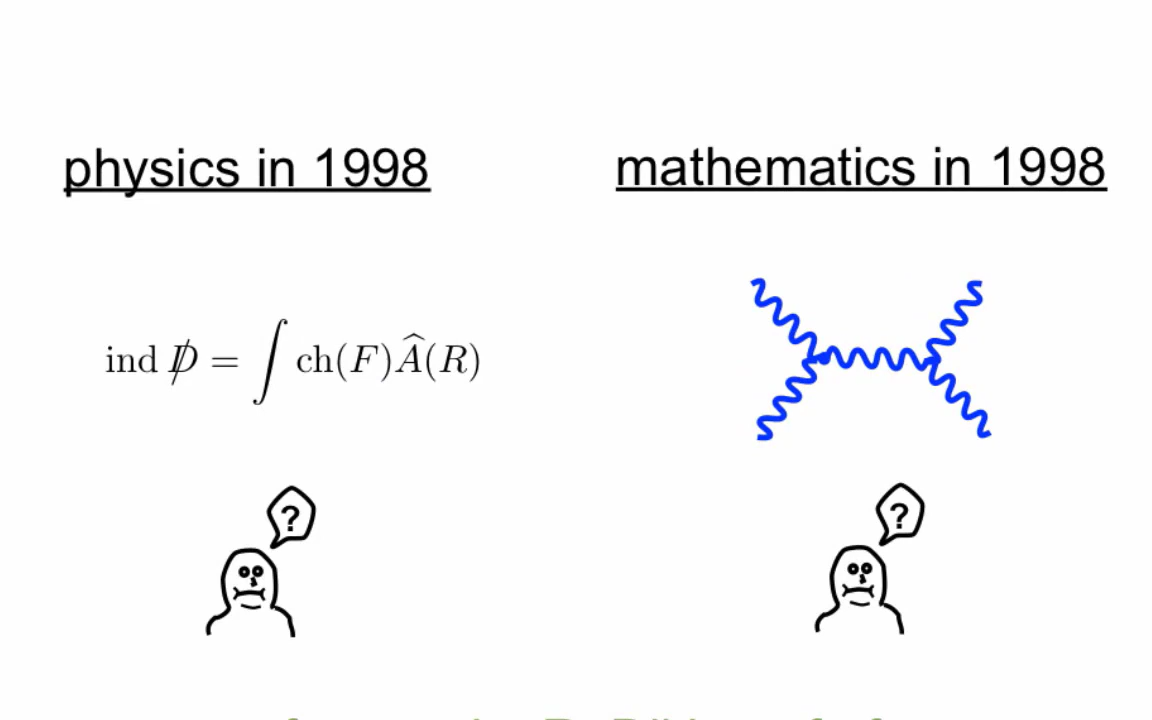 physics in 1998
mathematics in 1998
ind D̸ = ∫ ch(F)Â(R)
?
?